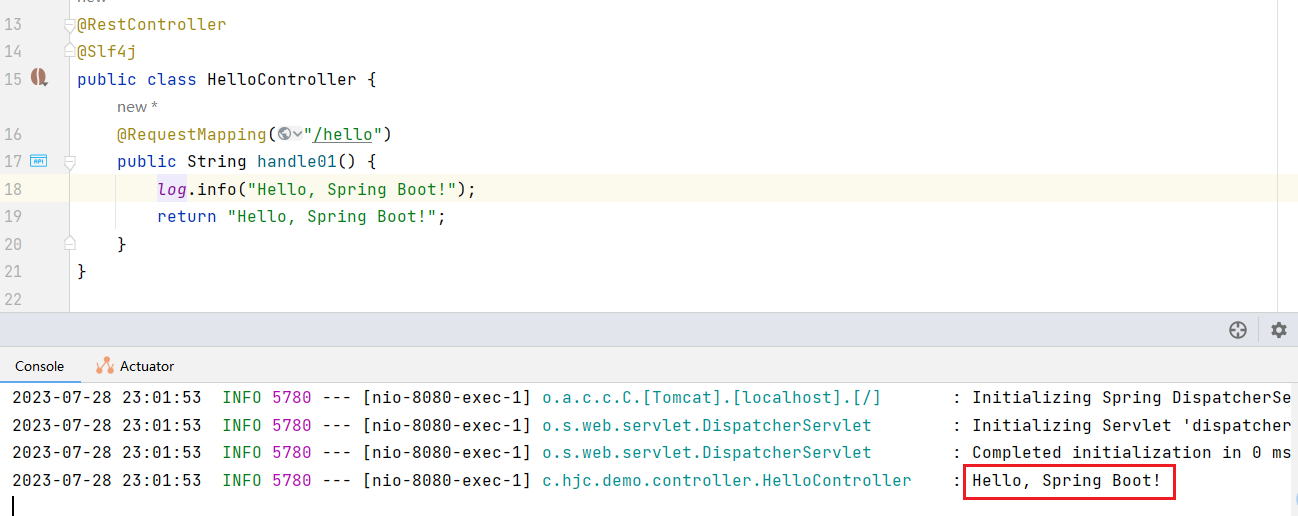 new *
13 @RestController
14 @Slf4j
15 public class HelloController {
new *
16 @RequestMapping("/hello")
17 API public String handle01() {
18 log.info("Hello, Spring Boot!");
19 return "Hello, Spring Boot!";
20 }
21 }
22
Console Actuator
2023-07-28 23:01:53 INFO 5780 --- [nio-8080-exec-1] o.a.c.c.C.[Tomcat].[localhost].[/] : Initializing Spring DispatcherSe
2023-07-28 23:01:53 INFO 5780 --- [nio-8080-exec-1] o.s.web.servlet.DispatcherServlet : Initializing Servlet 'dispatcher
2023-07-28 23:01:53 INFO 5780 --- [nio-8080-exec-1] o.s.web.servlet.DispatcherServlet : Completed initialization in 0 ms
2023-07-28 23:01:53 INFO 5780 --- [nio-8080-exec-1] c.hjc.demo.controller.HelloController : Hello, Spring Boot!